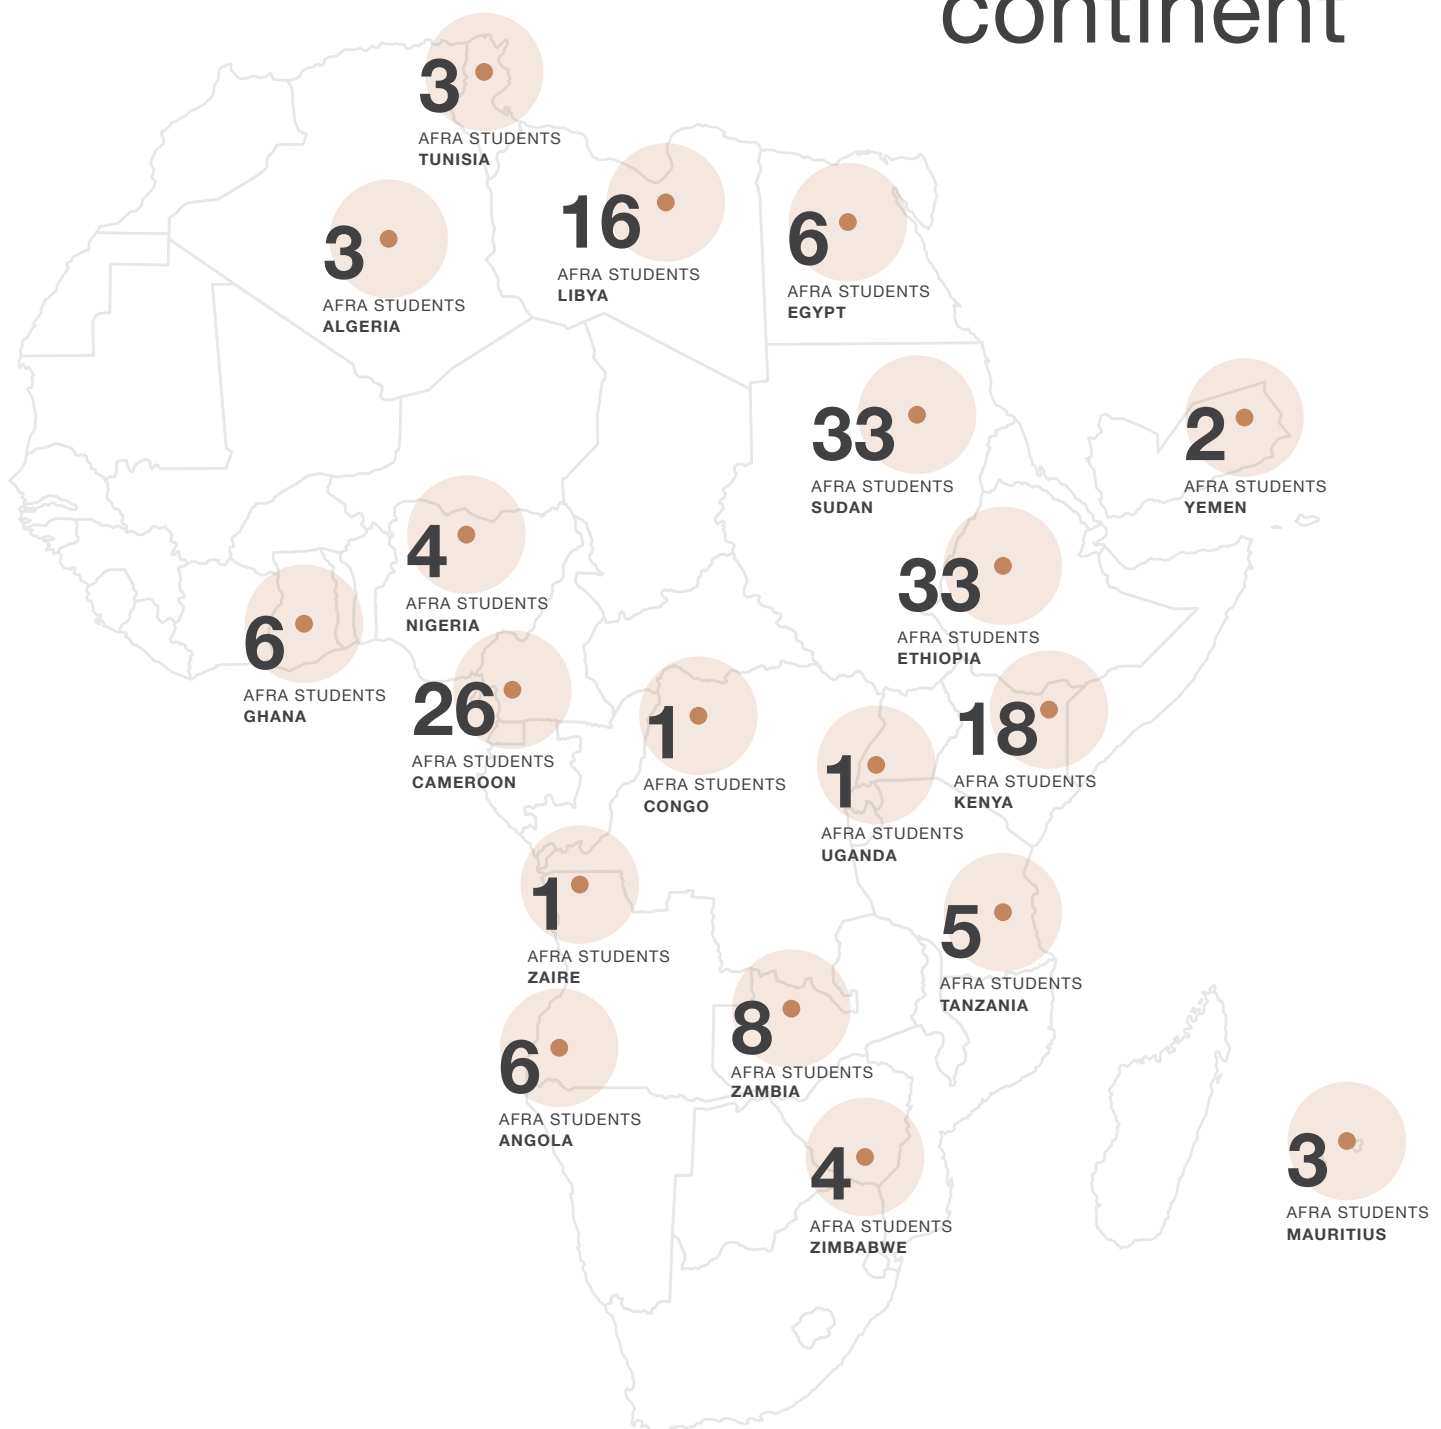 continent
3
AFRA STUDENTS
TUNISIA
16
AFRA STUDENTS
LIBYA
6
AFRA STUDENTS
EGYPT
3
AFRA STUDENTS
ALGERIA
33
AFRA STUDENTS
SUDAN
2
AFRA STUDENTS
YEMEN
4
AFRA STUDENTS
NIGERIA
33
AFRA STUDENTS
ETHIOPIA
6
AFRA STUDENTS
GHANA
26
AFRA STUDENTS
CAMEROON
1
AFRA STUDENTS
CONGO
18
AFRA STUDENTS
KENYA
1
AFRA STUDENTS
UGANDA
1
AFRA STUDENTS
ZAIRE
5
AFRA STUDENTS
TANZANIA
8
AFRA STUDENTS
ZAMBIA
6
AFRA STUDENTS
ANGOLA
4
AFRA STUDENTS
ZIMBABWE
3
AFRA STUDENTS
MAURITIUS